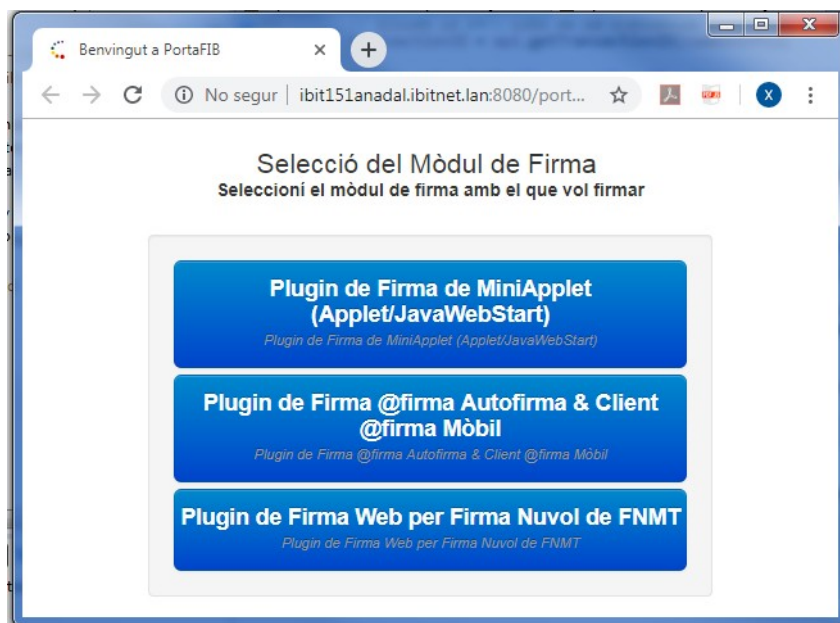 Benvingut a PortaFIB
No segur | ibit151anadal.ibitnet.lan:8080/port...
X
Selecció del Mòdul de Firma
Seleccioní el mòdul de firma amb el que vol firmar
Plugin de Firma de MiniApplet
(Applet/JavaWebStart)
Plugin de Firma de MiniApplet (Applet/JavaWebStart)
Plugin de Firma @firma Autofirma & Client
@firma Mòbil
Plugin de Firma @firma Autofirma & Client @firma Mòbil
Plugin de Firma Web per Firma Nuvol de FNMT
Plugin de Firma Web per Firma Nuvol de FNMT